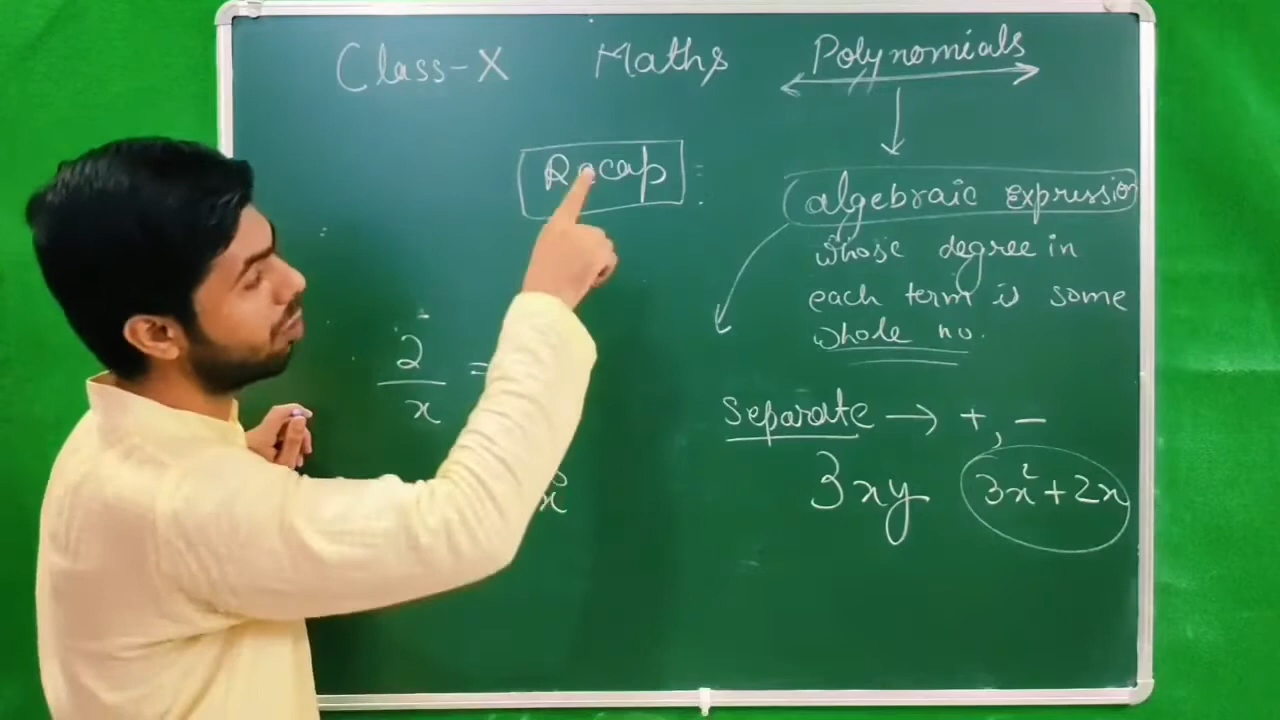 Class-X Maths Polynomials
Recap
algebraic expression
whose degree in
each term is some
whole no.
2/x =
Separate → +, -
3xy 3x²+2x